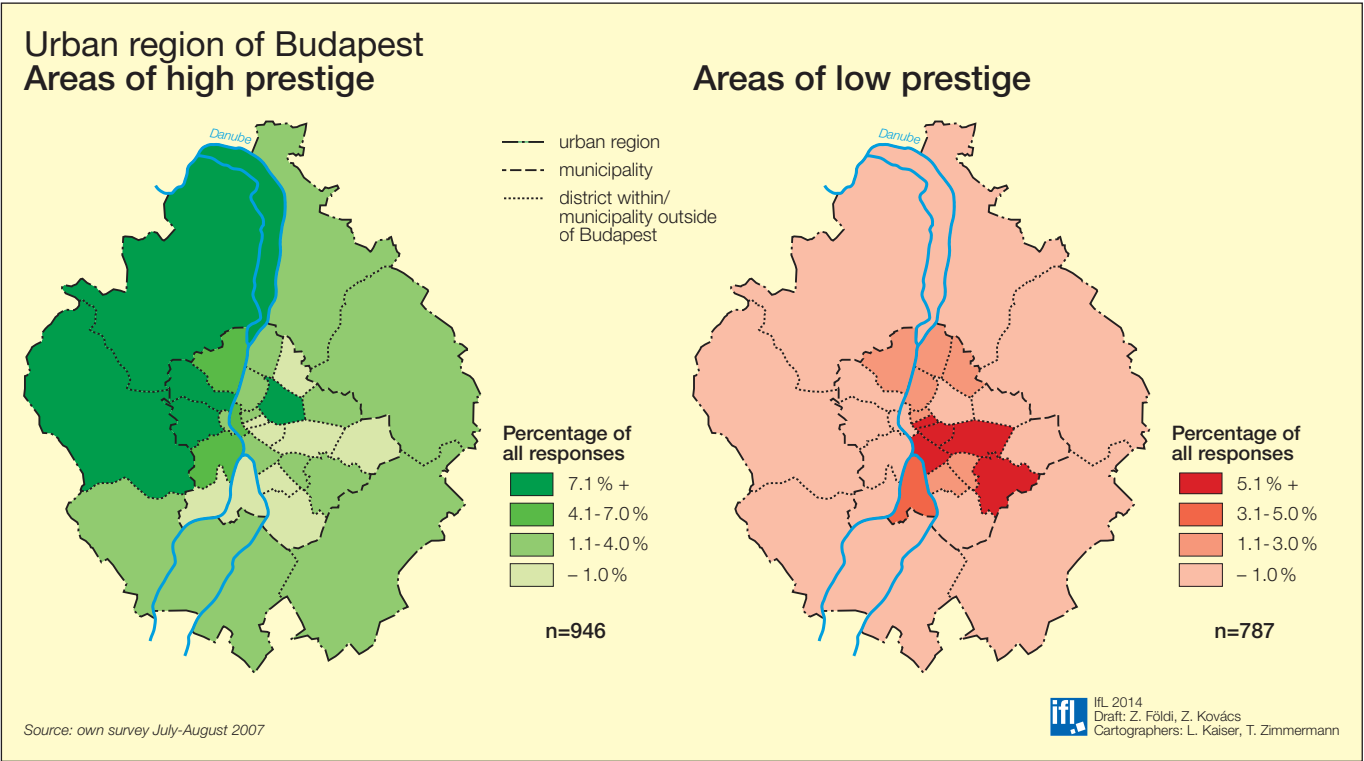 Urban region of Budapest
Areas of high prestige
Areas of low prestige
Danube
Danube
urban region
municipality
district within/
municipality outside
of Budapest
Percentage of
all responses
7.1 % +
4.1-7.0 %
1.1-4.0 %
– 1.0 %
n=946
Percentage of
all responses
5.1 % +
3.1-5.0 %
1.1-3.0 %
– 1.0 %
n=787
Source: own survey July-August 2007
ifl
IfL 2014
Draft: Z. Földi, Z. Kovács
Cartographers: L. Kaiser, T. Zimmermann